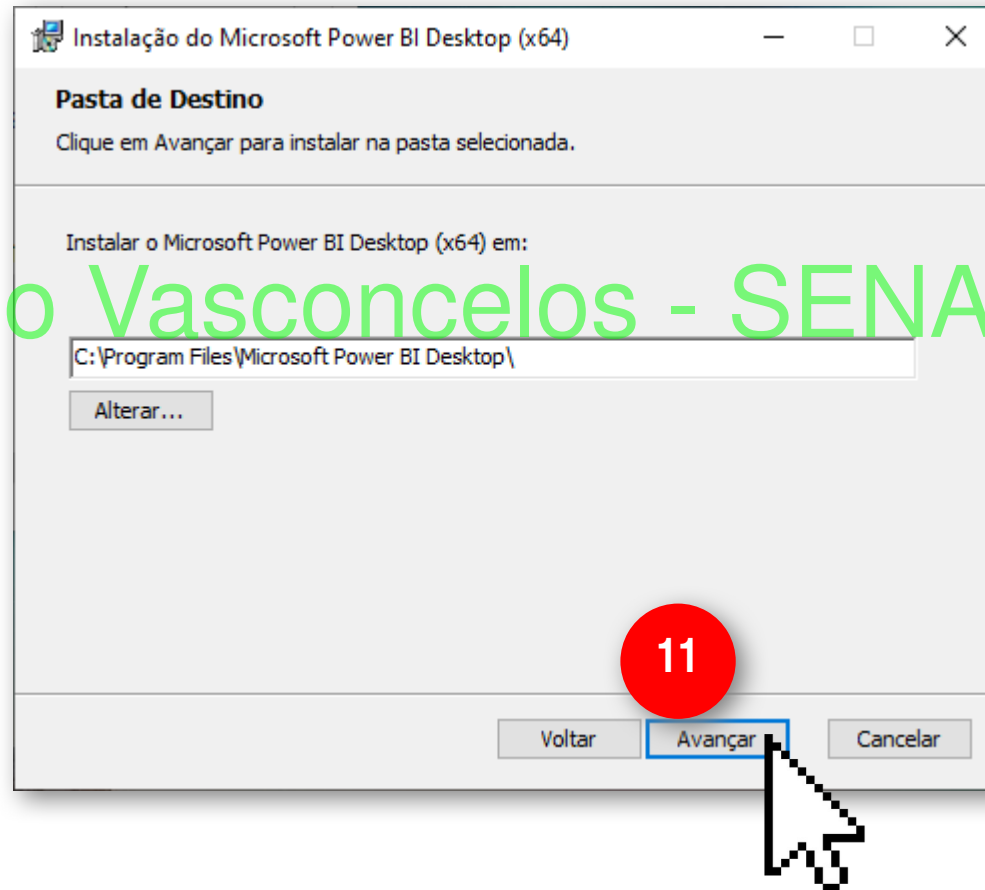 Instalação do Microsoft Power BI Desktop (x64)
Pasta de Destino
Clique em Avançar para instalar na pasta selecionada.
Instalar o Microsoft Power BI Desktop (x64) em:
o Vasconcelos - SENA
C:\Program Files\Microsoft Power BI Desktop\
Alterar...
11
Voltar Avançar Cancelar